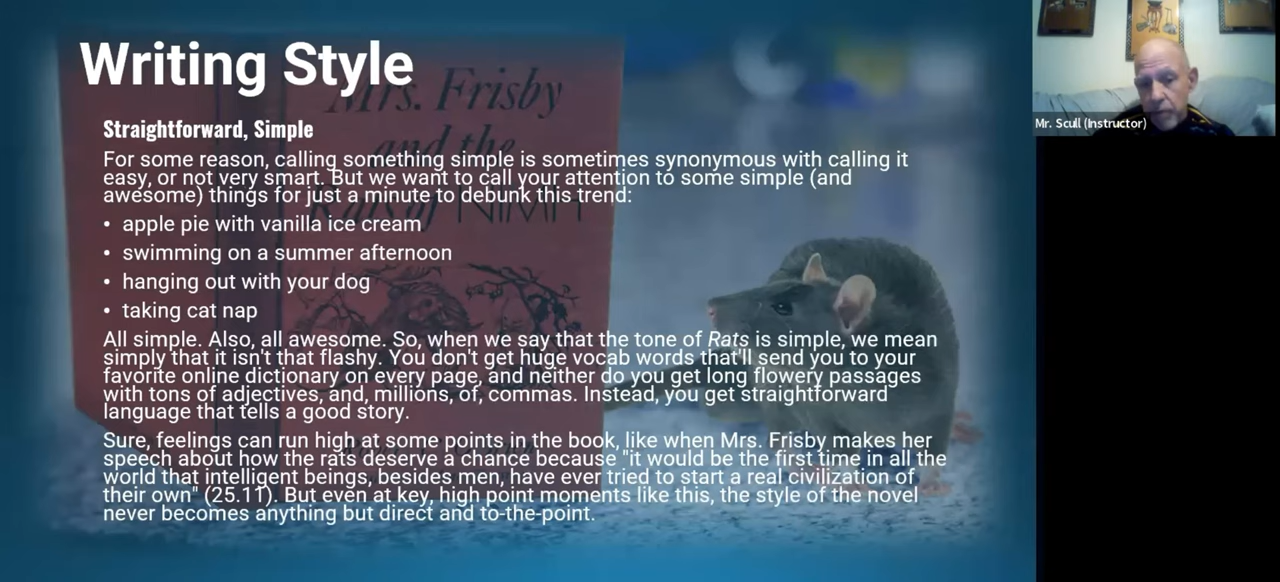 Writing Style
Mrs. Frisby
and the
Rats of NIMH
Straightforward, Simple
For some reason, calling something simple is sometimes synonymous with calling it
easy, or not very smart. But we want to call your attention to some simple (and
awesome) things for just a minute to debunk this trend:
• apple pie with vanilla ice cream
• swimming on a summer afternoon
• hanging out with your dog
• taking cat nap
All simple. Also, all awesome. So, when we say that the tone of Rats is simple, we mean
simply that it isn't that flashy. You don't get huge vocab words that'll send you to your
favorite online dictionary on every page, and neither do you get long flowery passages
with tons of adjectives, and, millions, of, commas. Instead, you get straightforward
language that tells a good story.
Sure, feelings can run high at some points in the book, like when Mrs. Frisby makes her
speech about how the rats deserve a chance because "it would be the first time in all the
world that intelligent beings, besides men, have ever tried to start a real civilization of
their own" (25.11). But even at key, high point moments like this, the style of the novel
never becomes anything but direct and to-the-point.
Mr. Scull (Instructor)